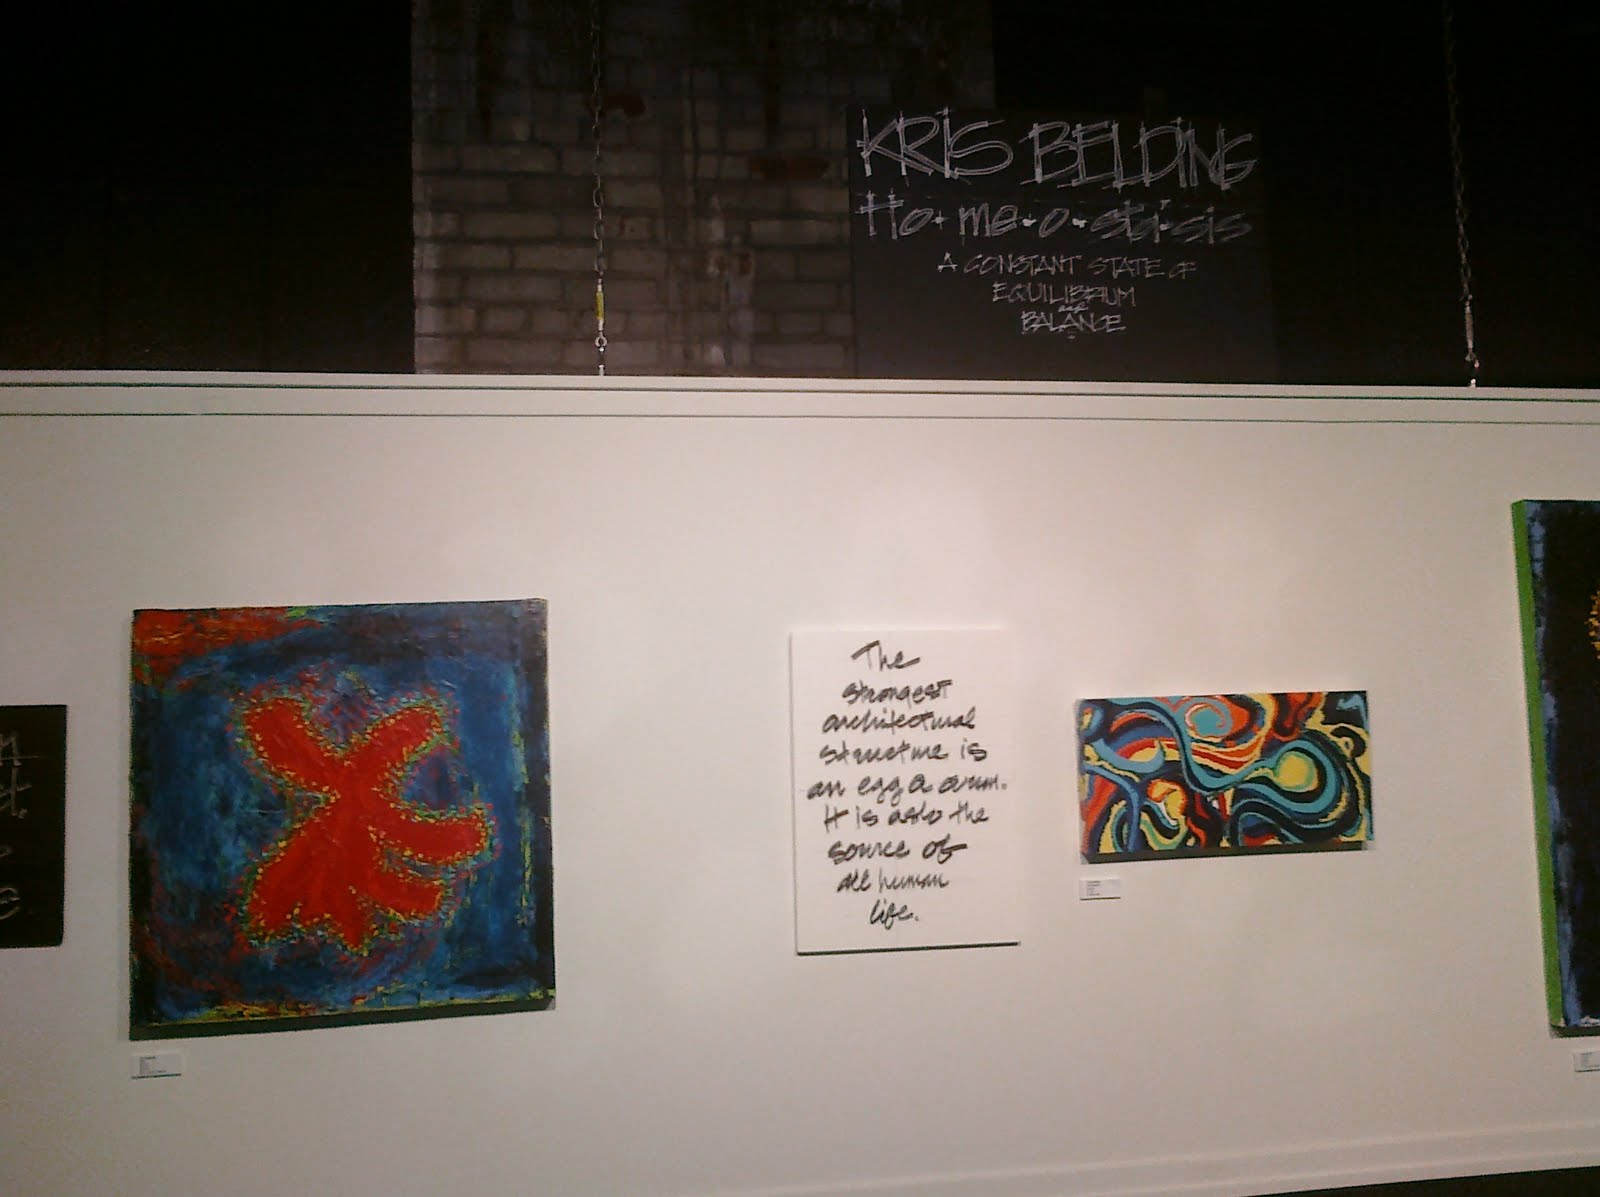 KRIS BELDING
Ho·me·o·sta·sis
A CONSTANT STATE OF
EQUILIBRIUM
BALANCE
The
strongest
architectural
structure is
an egg a ovum.
It is also the
source of
all human
life.